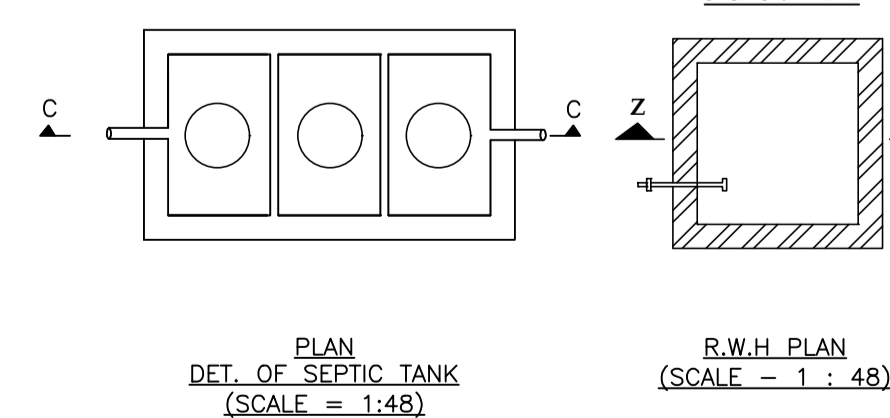 C
C
Z
PLAN
DET. OF SEPTIC TANK
(SCALE = 1:48)
R.W.H PLAN
(SCALE - 1 : 48)